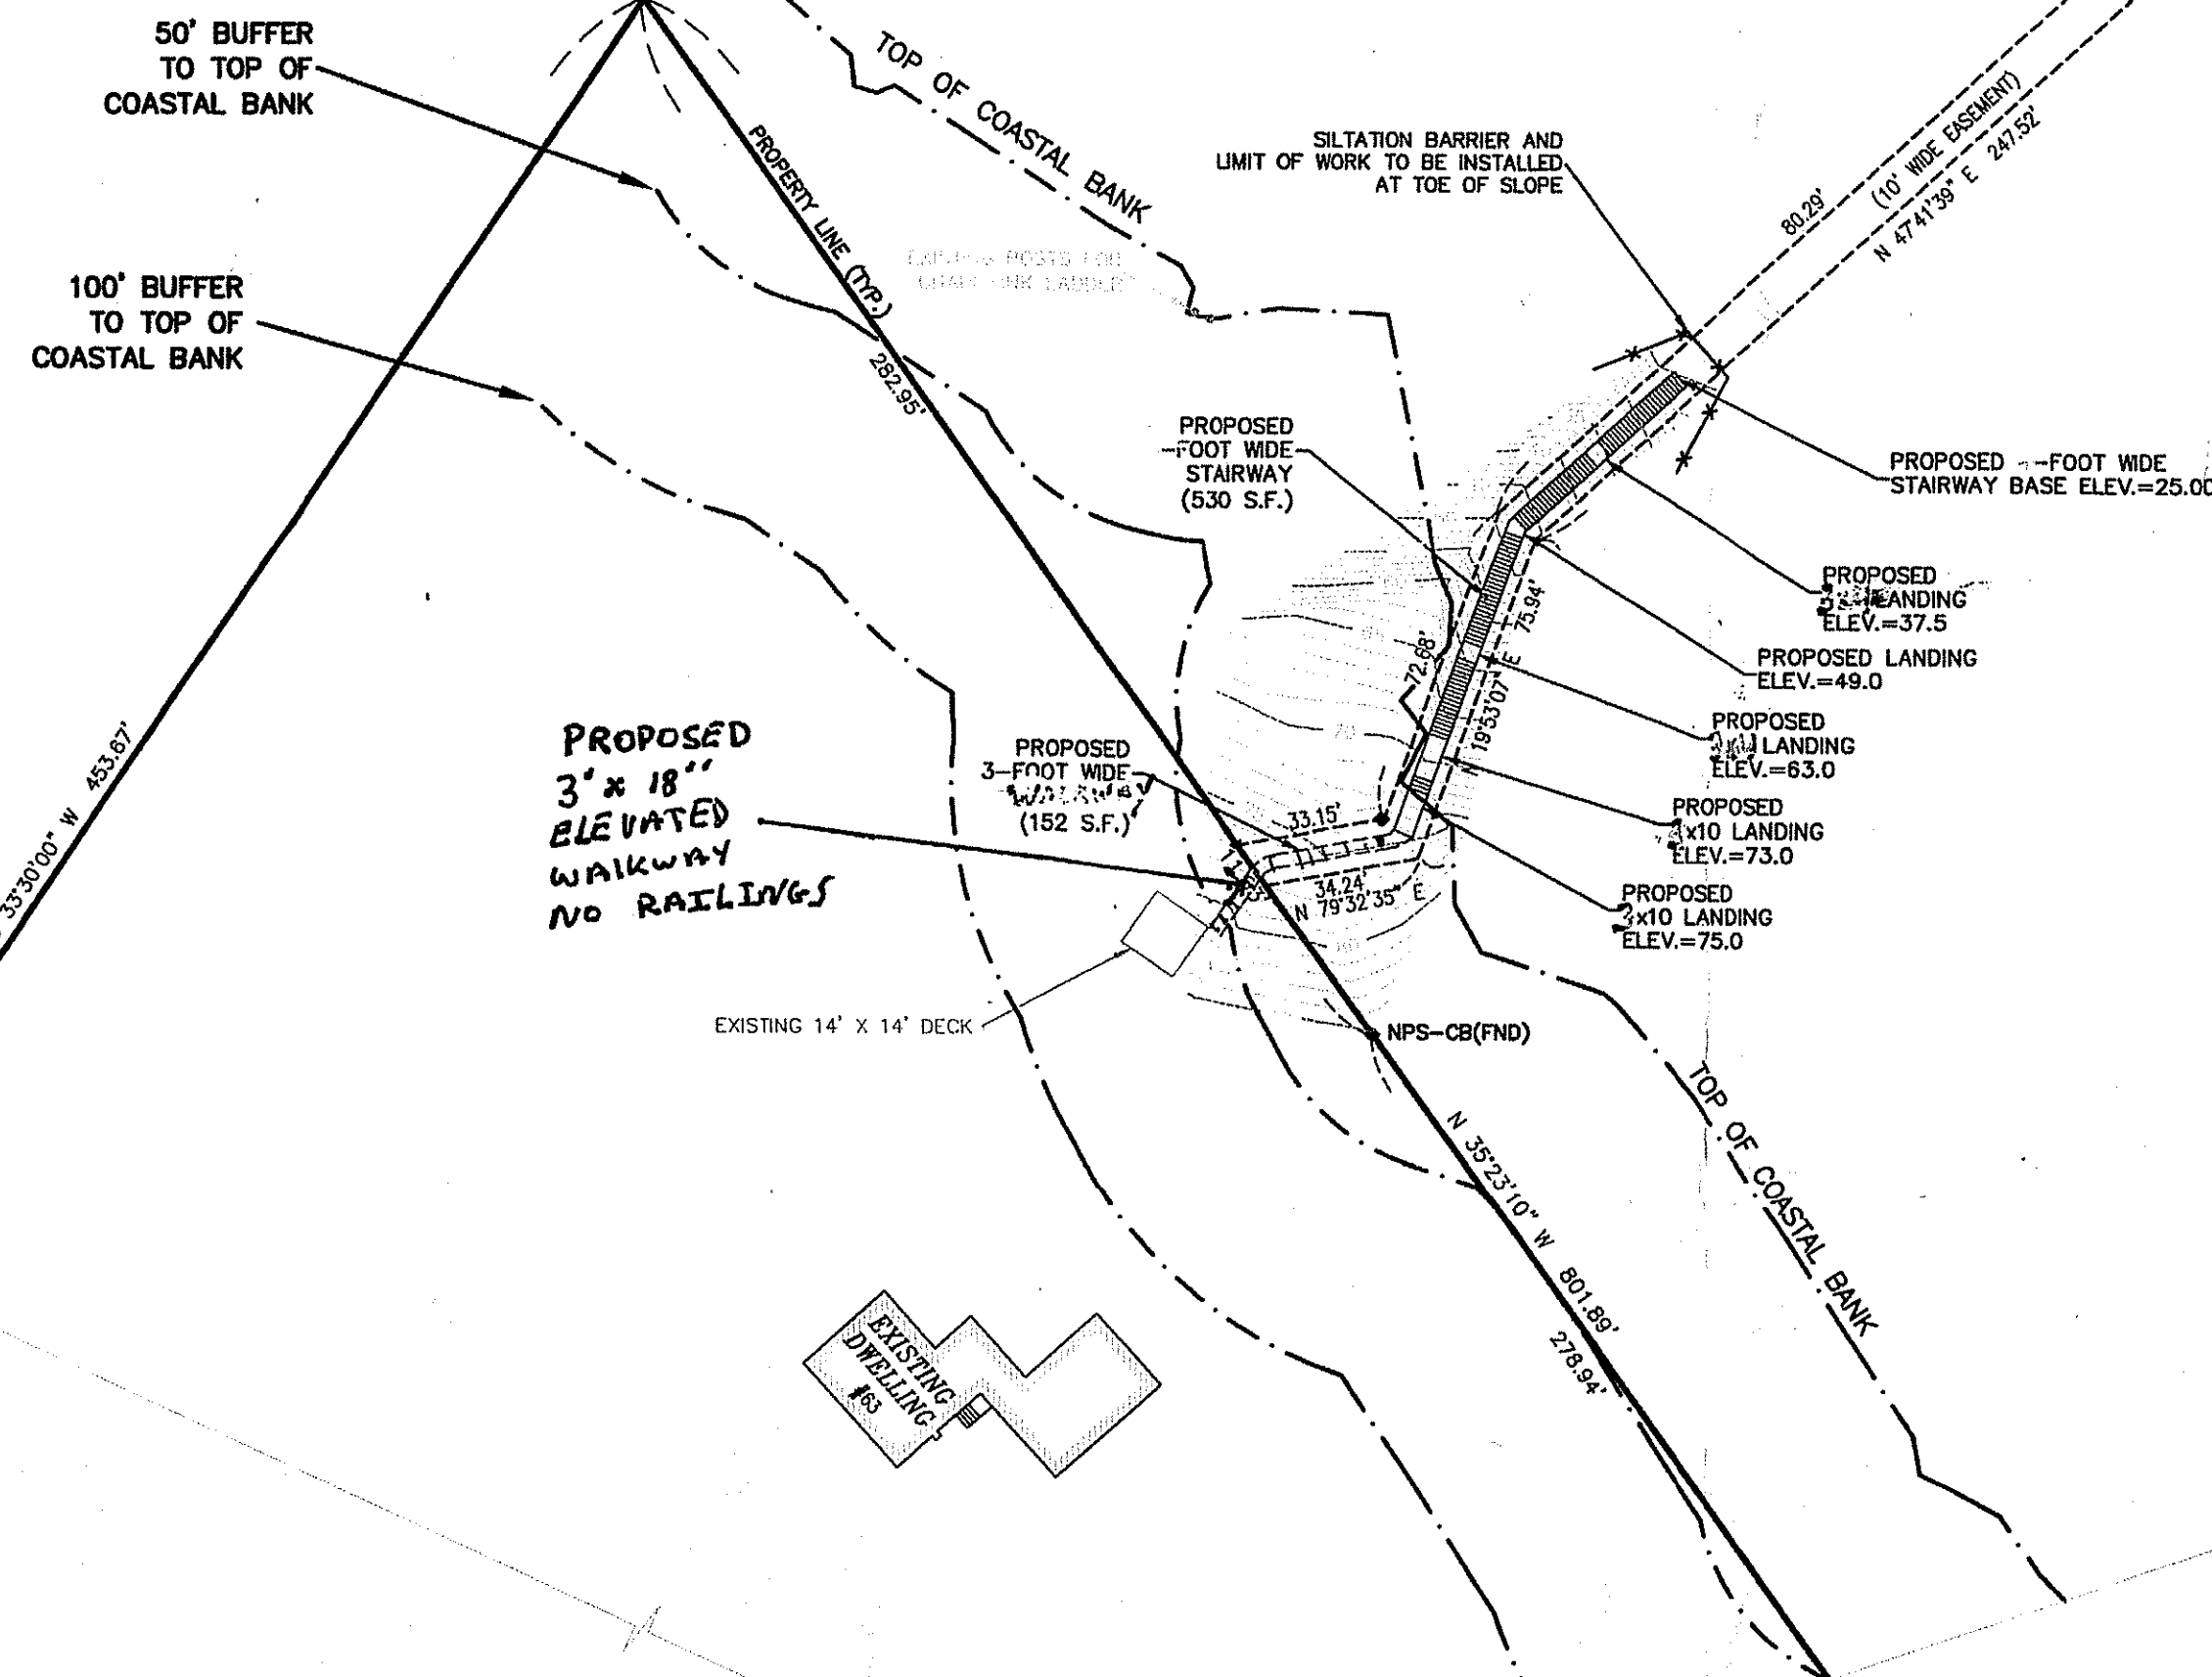 50' BUFFER
TO TOP OF
COASTAL BANK
100' BUFFER
TO TOP OF
COASTAL BANK
TOP OF COASTAL BANK
PROPERTY LINE (TYP.)
282.95'
SILTATION BARRIER AND
LIMIT OF WORK TO BE INSTALLED
AT TOE OF SLOPE
80.29'
(10' WIDE EASEMENT)
N 47°41'39" E 247.52'
POSTS FOR
LADDER
PROPOSED
-FOOT WIDE
STAIRWAY
(530 S.F.)
PROPOSED -FOOT WIDE
STAIRWAY BASE ELEV.=25.00
PROPOSED
LANDING
ELEV.=37.5
PROPOSED LANDING
ELEV.=49.0
PROPOSED
LANDING
ELEV.=63.0
PROPOSED
x10 LANDING
ELEV.=73.0
PROPOSED
3x10 LANDING
ELEV.=75.0
72.68'
75.94'
N 19°53'07" E
70
80
PROPOSED
3' x 18''
ELEVATED
WALKWAY
NO RAILINGS
PROPOSED
3-FOOT WIDE
WALKWAY
(152 S.F.)
33.15'
34.24'
N 79°32'35" E
EXISTING 14' X 14' DECK
NPS-CB(FND)
33°30'00" W 453.67'
N 35°23'10" W 801.89'
278.94'
TOP OF COASTAL BANK
EXISTING
DWELLING
#63